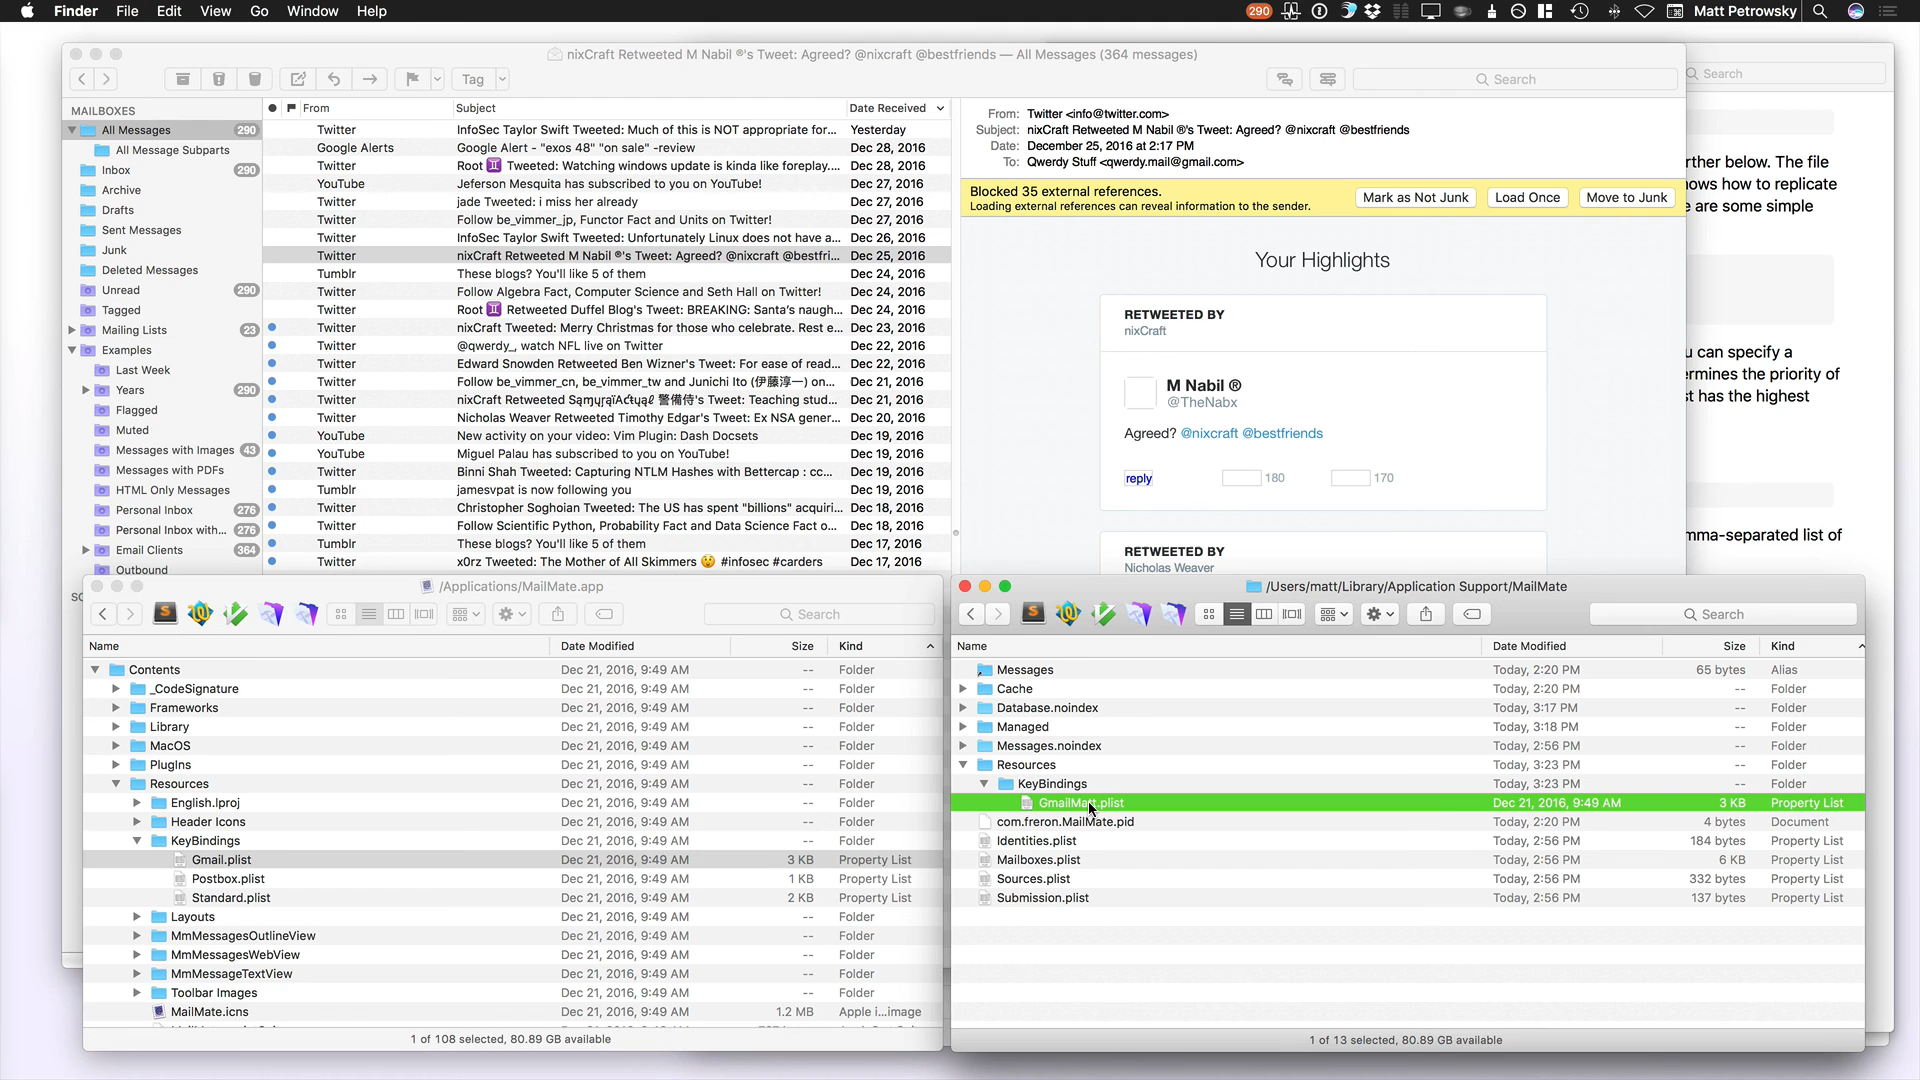 Finder File Edit View Go Window Help
290 Matt Petrowsky
nixCraft Retweeted M Nabil ®'s Tweet: Agreed? @nixcraft @bestfriends — All Messages (364 messages)
Tag
Search
Search
MAILBOXES
All Messages 290
All Message Subparts
Inbox 290
Archive
Drafts
Sent Messages
Junk
Deleted Messages
Unread 290
Tagged
Mailing Lists 23
Examples
Last Week
Years 290
Flagged
Muted
Messages with Images 43
Messages with PDFs
HTML Only Messages
Personal Inbox 276
Personal Inbox with... 276
Email Clients 364
Outbound
From Subject Date Received
Twitter InfoSec Taylor Swift Tweeted: Much of this is NOT appropriate for... Yesterday
Google Alerts Google Alert - "exos 48" "on sale" -review Dec 28, 2016
Twitter Root ♊ Tweeted: Watching windows update is kinda like foreplay.... Dec 28, 2016
YouTube Jeferson Mesquita has subscribed to you on YouTube! Dec 27, 2016
Twitter jade Tweeted: i miss her already Dec 27, 2016
Twitter Follow be_vimmer_jp, Functor Fact and Units on Twitter! Dec 27, 2016
Twitter InfoSec Taylor Swift Tweeted: Unfortunately Linux does not have a... Dec 26, 2016
Twitter nixCraft Retweeted M Nabil ®'s Tweet: Agreed? @nixcraft @bestfri... Dec 25, 2016
Tumblr These blogs? You'll like 5 of them Dec 24, 2016
Twitter Follow Algebra Fact, Computer Science and Seth Hall on Twitter! Dec 24, 2016
Twitter Root ♊ Retweeted Duffel Blog's Tweet: BREAKING: Santa's naugh... Dec 24, 2016
Twitter nixCraft Tweeted: Merry Christmas for those who celebrate. Rest e... Dec 23, 2016
Twitter @qwerdy_, watch NFL live on Twitter Dec 22, 2016
Twitter Edward Snowden Retweeted Ben Wizner's Tweet: For ease of read... Dec 22, 2016
Twitter Follow be_vimmer_cn, be_vimmer_tw and Junichi Ito (伊藤淳一) on... Dec 21, 2016
Twitter nixCraft Retweeted 警備侍's Tweet: Teaching stud... Dec 21, 2016
Twitter Nicholas Weaver Retweeted Timothy Edgar's Tweet: Ex NSA gener... Dec 20, 2016
YouTube New activity on your video: Vim Plugin: Dash Docsets Dec 19, 2016
YouTube Miguel Palau has subscribed to you on YouTube! Dec 19, 2016
Twitter Binni Shah Tweeted: Capturing NTLM Hashes with Bettercap : cc... Dec 19, 2016
Tumblr jamesvpat is now following you Dec 19, 2016
Twitter Christopher Soghoian Tweeted: The US has spent "billions" acquiri... Dec 18, 2016
Twitter Follow Scientific Python, Probability Fact and Data Science Fact o... Dec 18, 2016
Tumblr These blogs? You'll like 5 of them Dec 17, 2016
Twitter x0rz Tweeted: The Mother of All Skimmers 😲 #infosec #carders Dec 17, 2016
From: Twitter <info@twitter.com>
Subject: nixCraft Retweeted M Nabil ®'s Tweet: Agreed? @nixcraft @bestfriends
Date: December 25, 2016 at 2:17 PM
To: Qwerdy Stuff <qwerdy.mail@gmail.com>
Blocked 35 external references.
Loading external references can reveal information to the sender.
Mark as Not Junk Load Once Move to Junk
Your Highlights
RETWEETED BY
nixCraft
M Nabil ®
@TheNabx
Agreed? @nixcraft @bestfriends
reply 180 170
RETWEETED BY
Nicholas Weaver
rther below. The file
ows how to replicate
e are some simple
u can specify a
ermines the priority of
st has the highest
mma-separated list of
/Applications/MailMate.app
Search
Name Date Modified Size Kind
Contents Dec 21, 2016, 9:49 AM -- Folder
_CodeSignature Dec 21, 2016, 9:49 AM -- Folder
Frameworks Dec 21, 2016, 9:49 AM -- Folder
Library Dec 21, 2016, 9:49 AM -- Folder
MacOS Dec 21, 2016, 9:49 AM -- Folder
PlugIns Dec 21, 2016, 9:49 AM -- Folder
Resources Dec 21, 2016, 9:49 AM -- Folder
English.lproj Dec 21, 2016, 9:49 AM -- Folder
Header Icons Dec 21, 2016, 9:49 AM -- Folder
KeyBindings Dec 21, 2016, 9:49 AM -- Folder
Gmail.plist Dec 21, 2016, 9:49 AM 3 KB Property List
Postbox.plist Dec 21, 2016, 9:49 AM 1 KB Property List
Standard.plist Dec 21, 2016, 9:49 AM 2 KB Property List
Layouts Dec 21, 2016, 9:49 AM -- Folder
MmMessagesOutlineView Dec 21, 2016, 9:49 AM -- Folder
MmMessagesWebView Dec 21, 2016, 9:49 AM -- Folder
MmMessageTextView Dec 21, 2016, 9:49 AM -- Folder
Toolbar Images Dec 21, 2016, 9:49 AM -- Folder
MailMate.icns Dec 21, 2016, 9:49 AM 1.2 MB Apple i...image
1 of 108 selected, 80.89 GB available
/Users/matt/Library/Application Support/MailMate
Search
Name Date Modified Size Kind
Messages Today, 2:20 PM 65 bytes Alias
Cache Today, 2:20 PM -- Folder
Database.noindex Today, 3:17 PM -- Folder
Managed Today, 3:18 PM -- Folder
Messages.noindex Today, 2:56 PM -- Folder
Resources Today, 3:23 PM -- Folder
KeyBindings Today, 3:23 PM -- Folder
GmailMatt.plist Dec 21, 2016, 9:49 AM 3 KB Property List
com.freron.MailMate.pid Today, 2:20 PM 4 bytes Document
Identities.plist Today, 2:56 PM 184 bytes Property List
Mailboxes.plist Today, 2:56 PM 6 KB Property List
Sources.plist Today, 2:56 PM 332 bytes Property List
Submission.plist Today, 2:56 PM 137 bytes Property List
1 of 13 selected, 80.89 GB available